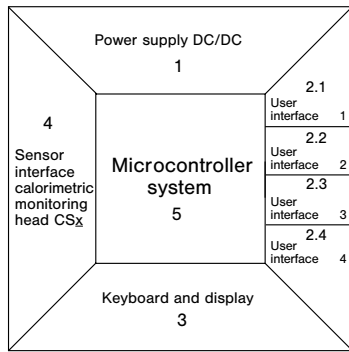 Power supply DC/DC
1
4
Sensor
interface
calorimetric
monitoring
head CSx
Microcontroller
system
5
2.1
User
interface 1
2.2
User
interface 2
2.3
User
interface 3
2.4
User
interface 4
Keyboard and display
3